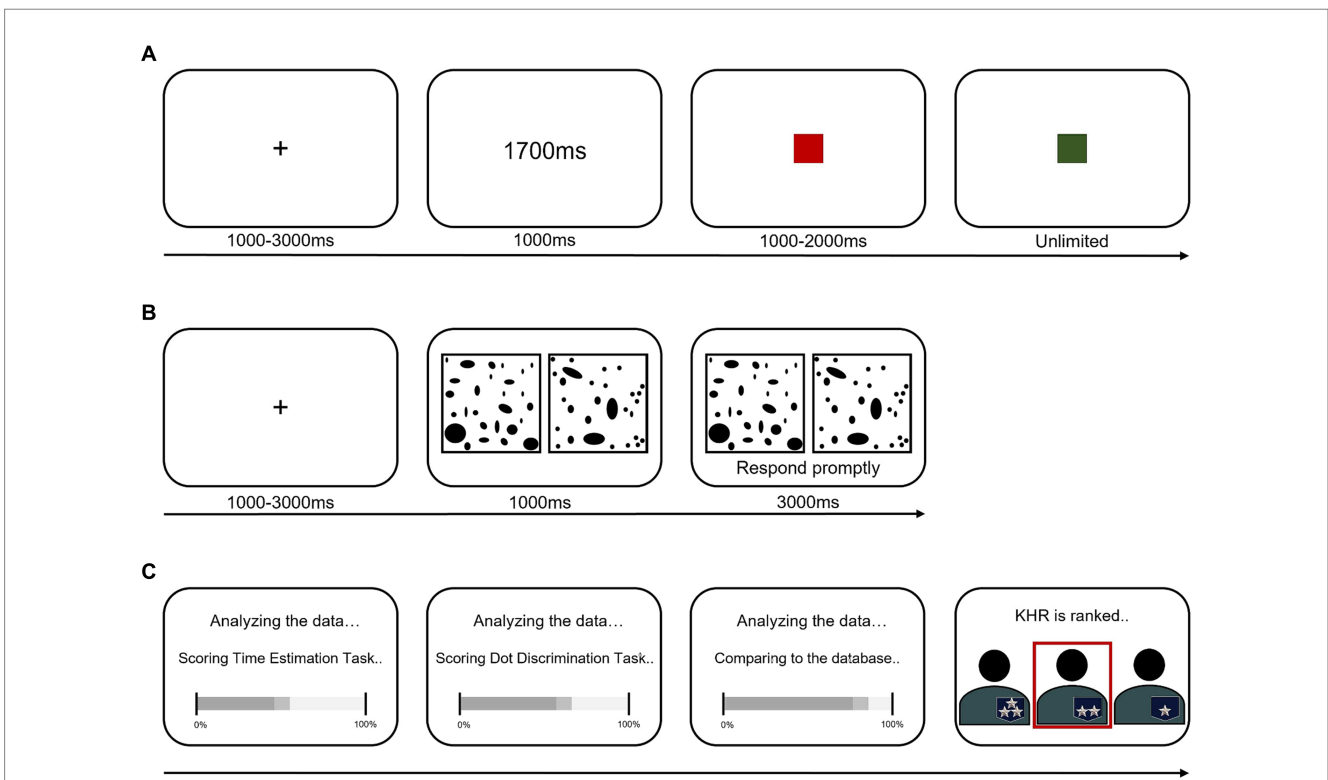 A
+
1700ms
1000-3000ms
1000ms
1000-2000ms
Unlimited
B
+
Respond promptly
1000-3000ms
1000ms
3000ms
C
Analyzing the data...
Scoring Time Estimation Task..
0%
100%
Analyzing the data...
Scoring Dot Discrimination Task..
0%
100%
Analyzing the data...
Comparing to the database..
0%
100%
KHR is ranked..